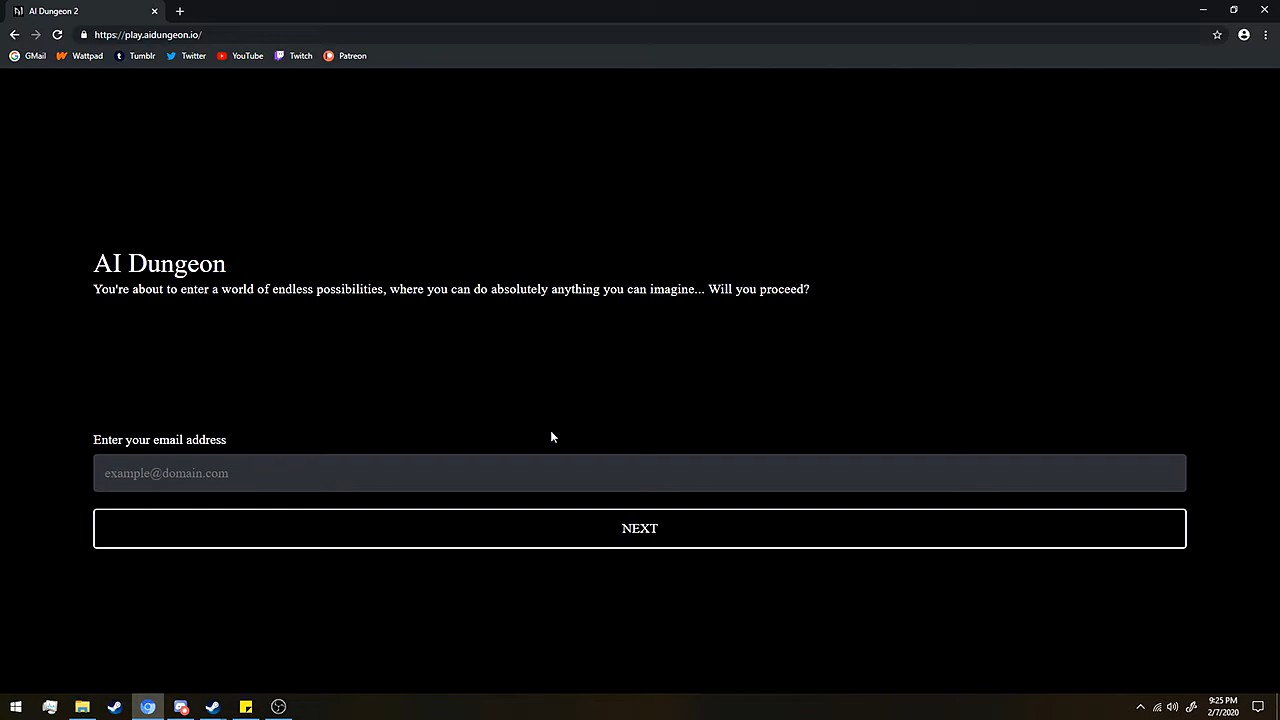 AI Dungeon 2
https://play.aidungeon.io/
GMail Wattpad Tumblr Twitter YouTube Twitch Patreon
AI Dungeon
You're about to enter a world of endless possibilities, where you can do absolutely anything you can imagine... Will you proceed?
Enter your email address
example@domain.com
NEXT
9:25 PM
2/7/2020